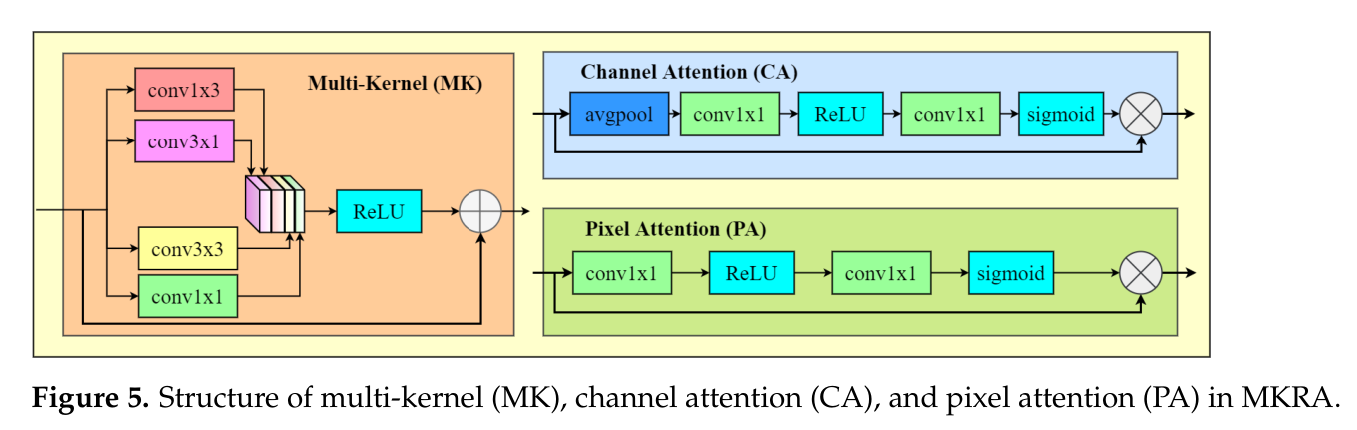 Multi-Kernel (MK)
conv1x3
conv3x1
conv3x3
conv1x1
ReLU
Channel Attention (CA)
avgpool
conv1x1
ReLU
conv1x1
sigmoid
Pixel Attention (PA)
conv1x1
ReLU
conv1x1
sigmoid
Figure 5. Structure of multi-kernel (MK), channel attention (CA), and pixel attention (PA) in MKRA.